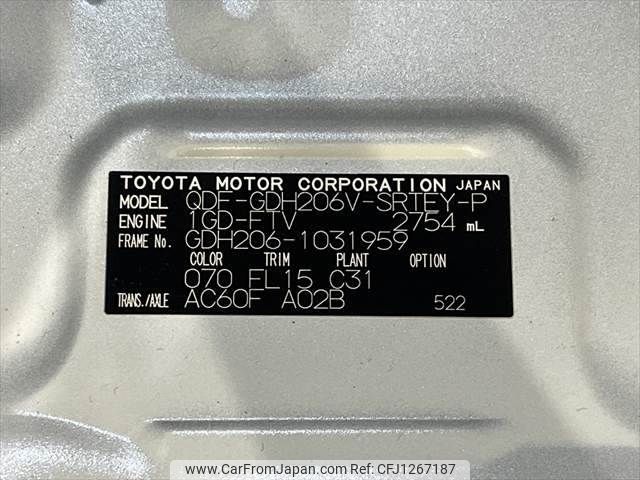 TOYOTA MOTOR CORPORATION JAPAN
MODEL QDF-GDH206V-SRTEY-P
ENGINE 1GD-FTV 2754 mL
FRAME No. GDH206-1031959
COLOR TRIM PLANT OPTION
070 FL15 C31
TRANS./AXLE AC60F A02B 522
www.CarFromJapan.com | Ref No. CFJ1267187